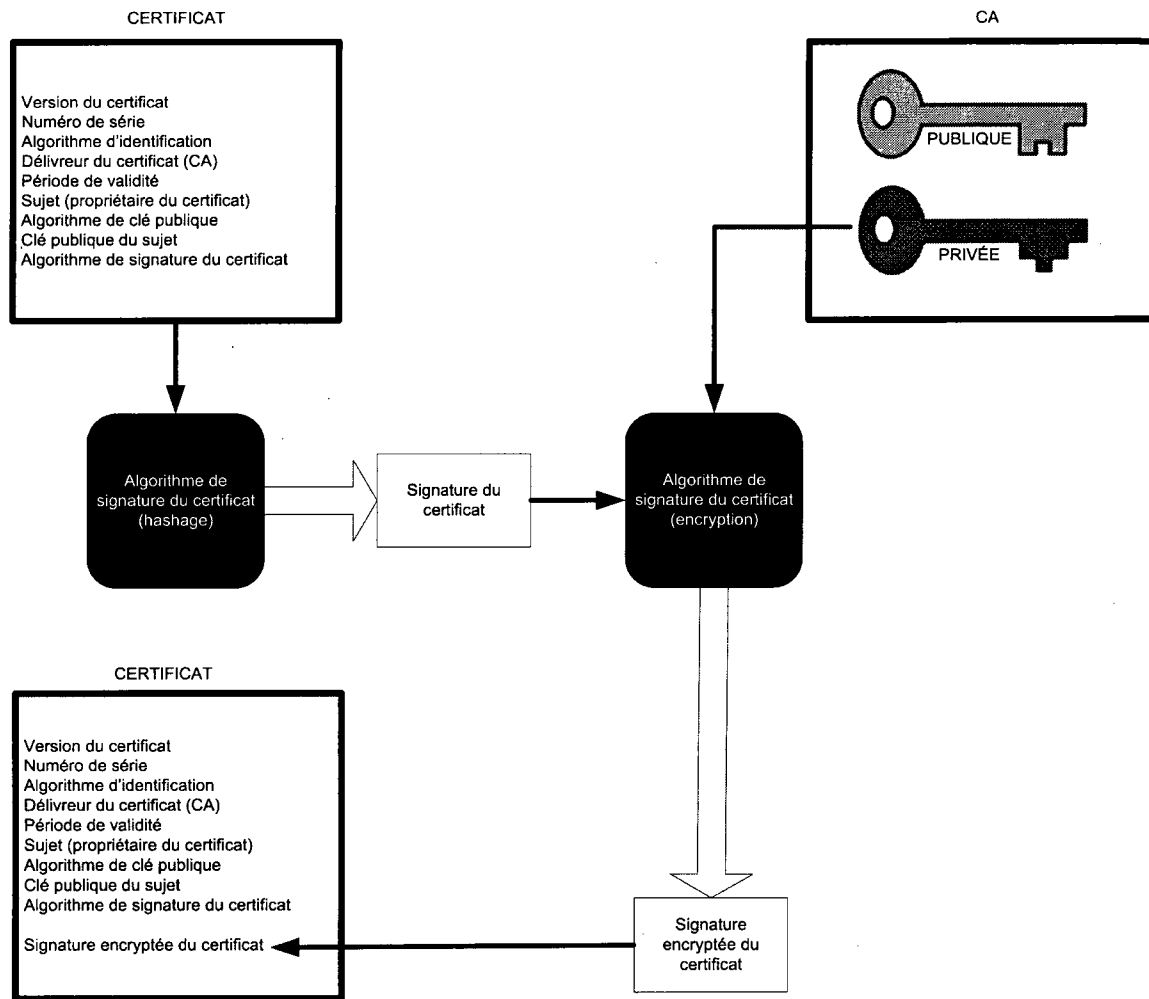 CERTIFICAT
Version du certificat
Numéro de série
Algorithme d'identification
Délivreur du certificat (CA)
Période de validité
Sujet (propriétaire du certificat)
Algorithme de clé publique
Clé publique du sujet
Algorithme de signature du certificat
CA
PUBLIQUE
PRIVÉE
Algorithme de
signature du certificat
(hashage)
Signature du
certificat
Algorithme de
signature du certificat
(encryption)
CERTIFICAT
Version du certificat
Numéro de série
Algorithme d'identification
Délivreur du certificat (CA)
Période de validité
Sujet (propriétaire du certificat)
Algorithme de clé publique
Clé publique du sujet
Algorithme de signature du certificat
Signature encryptée du certificat
Signature
encryptée du
certificat